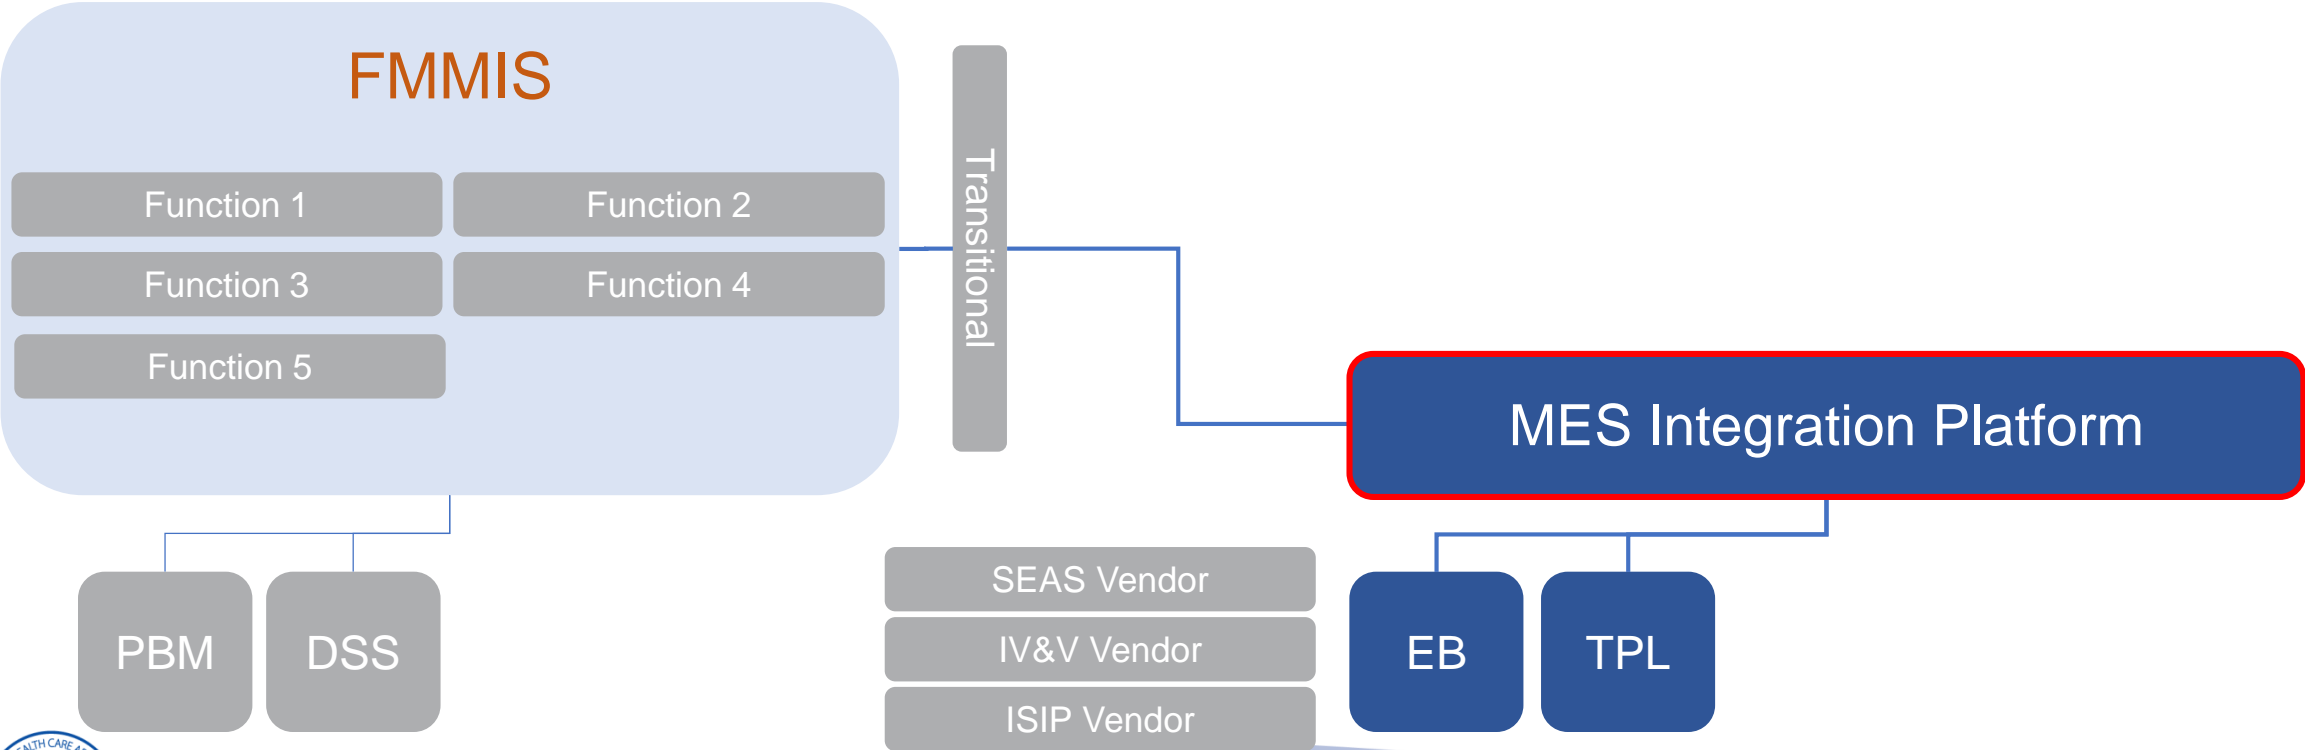 FMMIS
Function 1
Function 2
Function 3
Function 4
Function 5
Transitional
MES Integration Platform
PBM
DSS
SEAS Vendor
IV&V Vendor
ISIP Vendor
EB
TPL
CARE